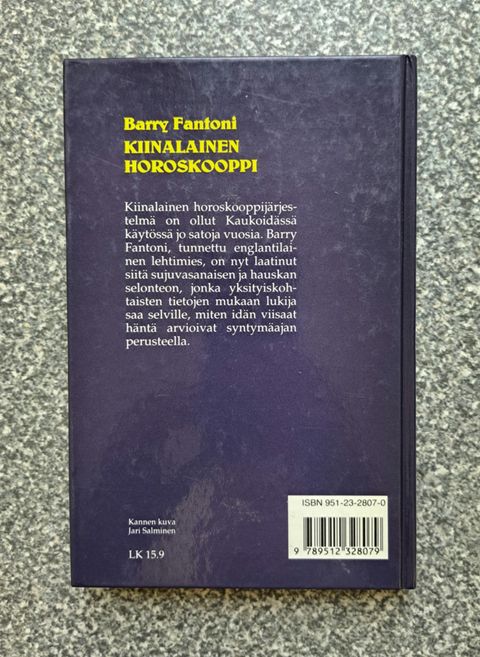 Barry Fantoni
KIINALAINEN
HOROSKOOPPI
Kiinalainen horoskooppijärjes-
telmä on ollut Kaukoidässä
käytössä jo satoja vuosia. Barry
Fantoni, tunnettu englantilai-
nen lehtimies, on nyt laatinut
siitä sujuvasanaisen ja hauskan
selonteon, jonka yksityiskoh-
taisten tietojen mukaan lukija
saa selville, miten idän viisaat
häntä arvioivat syntymäajan
perusteella.
ISBN 951-23-2807-0
Kannen kuva
Jari Salminen
LK 15.9
9 789512 328079